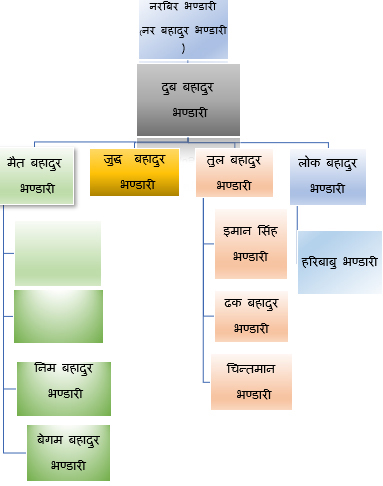 नरबिर भण्डारी
(नर बहादुर भण्डारी
)
दुब बहादुर
भण्डारी
मैत बहादुर
भण्डारी
जुद्ध बहादुर
भण्डारी
तुल बहादुर
भण्डारी
लोक बहादुर
भण्डारी
इमान सिंह
भण्डारी
हरिबाबु भण्डारी
ढक बहादुर
भण्डारी
निम बहादुर
भण्डारी
चिन्तमान
भण्डारी
बेगम बहादुर
भण्डारी